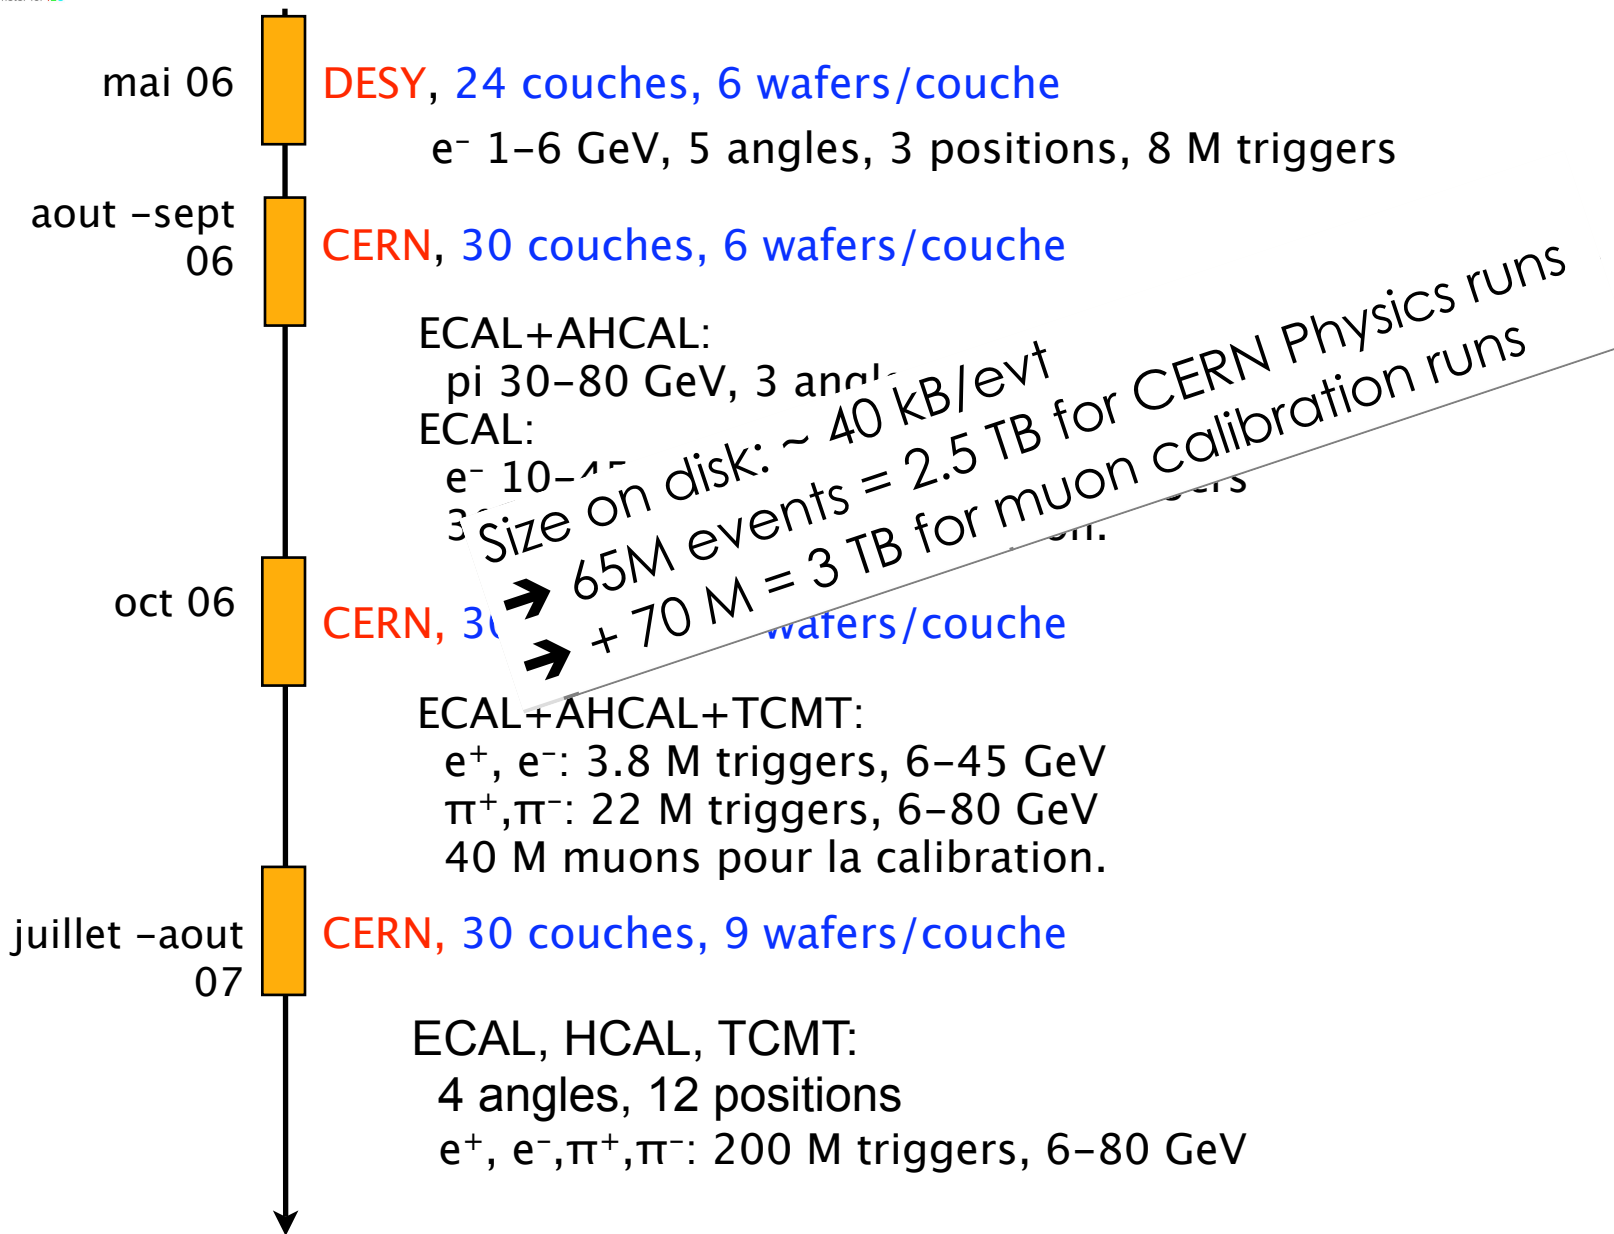 mai 06
DESY, 24 couches, 6 wafers/couche
e⁻ 1–6 GeV, 5 angles, 3 positions, 8 M triggers
aout –sept
06
CERN, 30 couches, 6 wafers/couche
ECAL+AHCAL:
pi 30–80 GeV, 3
ECAL:
e⁻
Size on disk: ~ 40 kB/evt
➔ 65M events = 2.5 TB for CERN Physics runs
➔ + 70 M = 3 TB for muon calibration runs
oct 06
CERN, wafers/couche
ECAL+AHCAL+TCMT:
e⁺, e⁻: 3.8 M triggers, 6–45 GeV
π⁺,π⁻: 22 M triggers, 6–80 GeV
40 M muons pour la calibration.
juillet –aout
07
CERN, 30 couches, 9 wafers/couche
ECAL, HCAL, TCMT:
4 angles, 12 positions
e⁺, e⁻,π⁺,π⁻: 200 M triggers, 6–80 GeV